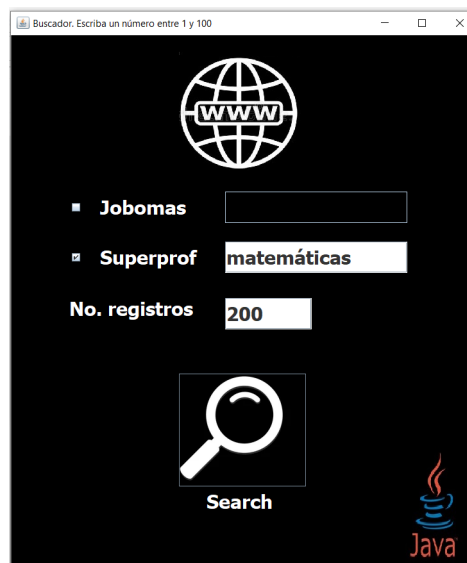 Buscador. Escriba un número entre 1 y 100
WWW
Jobomas
Superprof matemáticas
No. registros 200
Search
Java